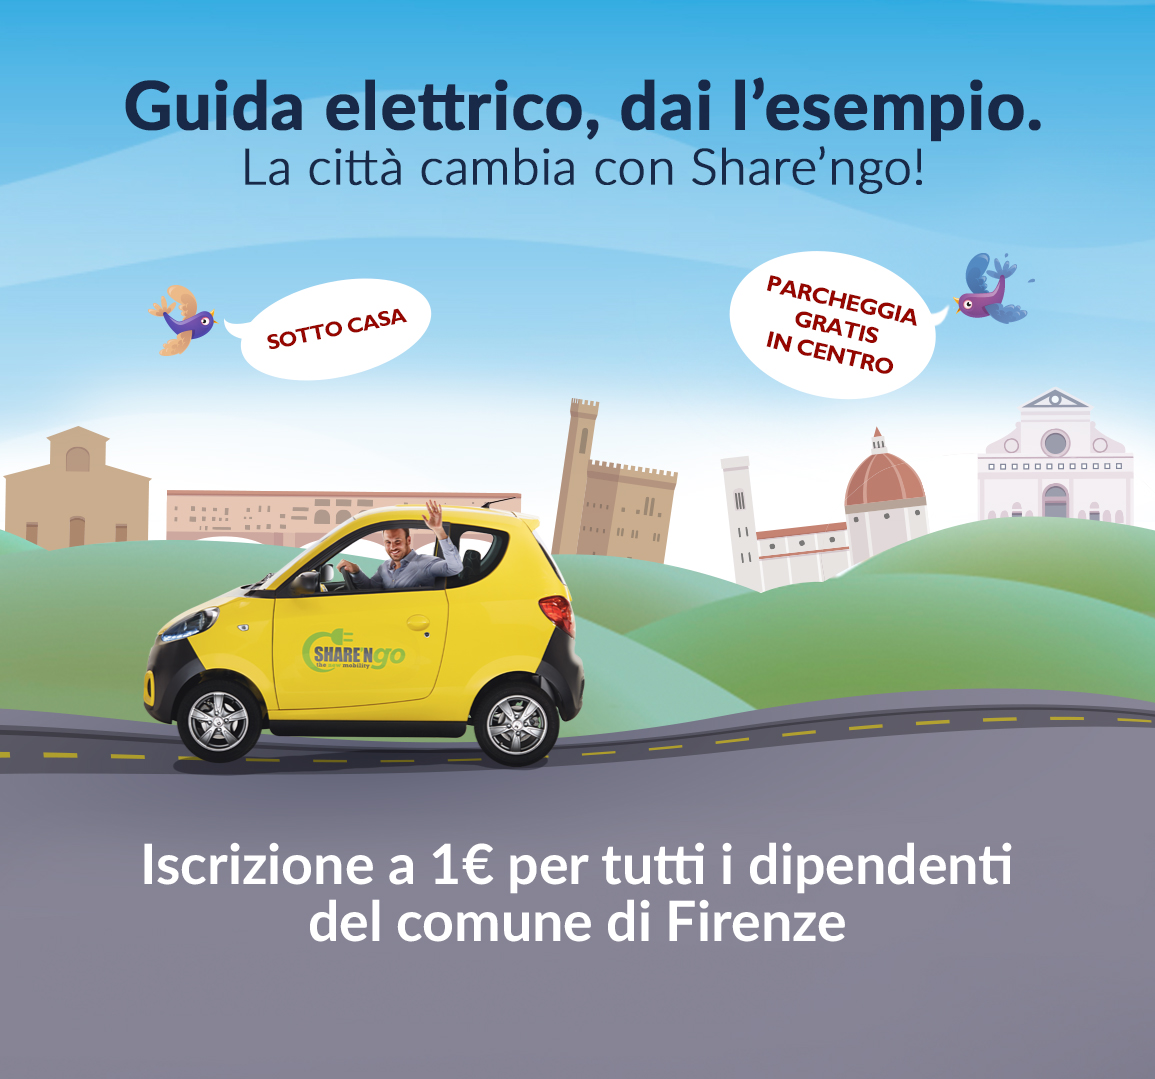 Guida elettrico, dai l’esempio.
La città cambia con Share’ngo!
SOTTO CASA
PARCHEGGIA
GRATIS
IN CENTRO
SHARE'NGO
the new mobility
Iscrizione a 1€ per tutti i dipendenti
del comune di Firenze